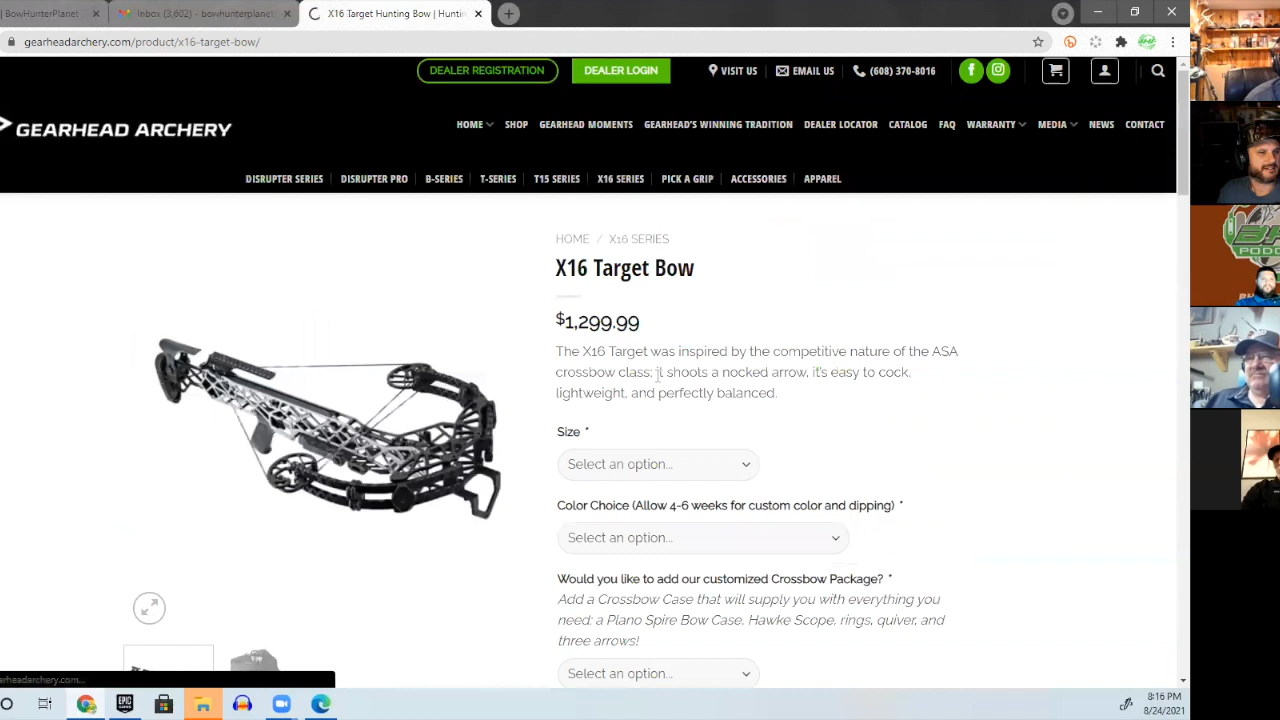 BowHunterPlanet
Inbox (3,602) - bowhunterplanet
X16 Target Hunting Bow | Huntin
gearheadarchery.com/product/x16-target-bow/
DEALER REGISTRATION
DEALER LOGIN
VISIT US
EMAIL US
(608) 370-8016
GEARHEAD ARCHERY
HOME SHOP GEARHEAD MOMENTS GEARHEAD'S WINNING TRADITION DEALER LOCATOR CATALOG FAQ WARRANTY MEDIA NEWS CONTACT
DISRUPTER SERIES DISRUPTER PRO B-SERIES T-SERIES T15 SERIES X16 SERIES PICK A GRIP ACCESSORIES APPAREL
HOME / X16 SERIES
X16 Target Bow
$1,299.99
The X16 Target was inspired by the competitive nature of the ASA
crossbow class; it shoots a nocked arrow, it's easy to cock,
lightweight, and perfectly balanced.
Size *
Select an option...
Color Choice (Allow 4-6 weeks for custom color and dipping) *
Select an option...
Would you like to add our customized Crossbow Package? *
Add a Crossbow Case that will supply you with everything you
need: a Plano Spire Bow Case, Hawke Scope, rings, quiver, and
three arrows!
Select an option...
erheadarchery.com...
EPIC
GAMES
8:16 PM
8/24/2021